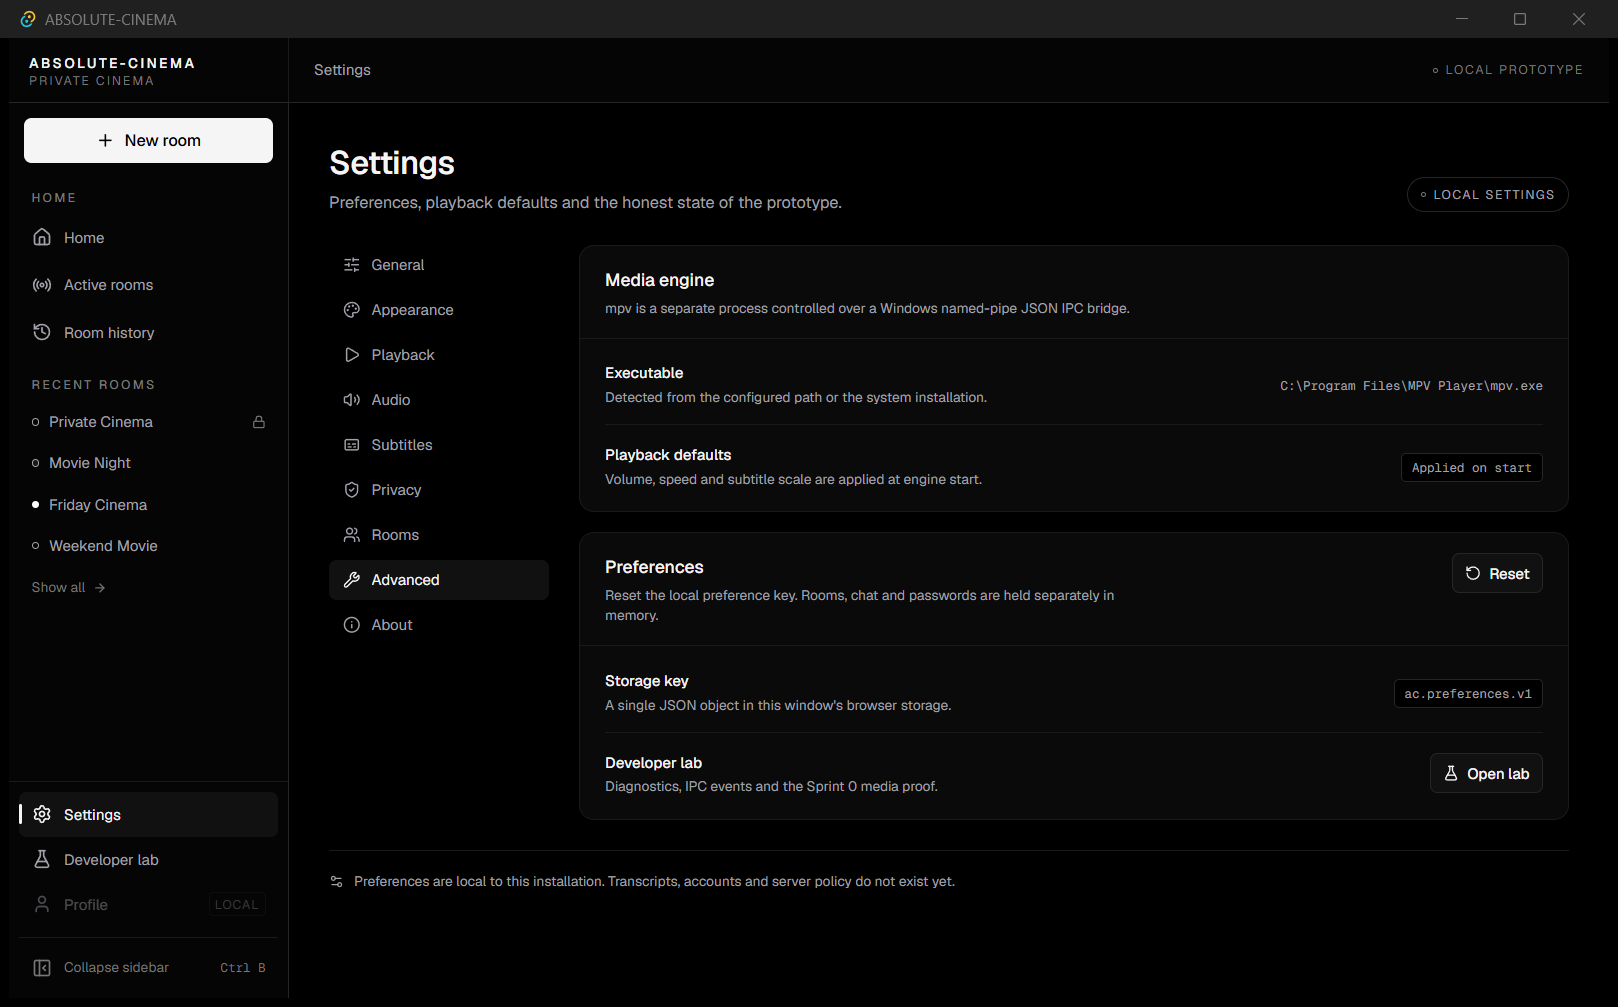 ABSOLUTE-CINEMA
ABSOLUTE-CINEMA
PRIVATE CINEMA
Settings
LOCAL PROTOTYPE
New room
HOME
Home
Active rooms
Room history
RECENT ROOMS
Private Cinema
Movie Night
Friday Cinema
Weekend Movie
Show all
Settings
Developer lab
Profile
LOCAL
Collapse sidebar
Ctrl B
Settings
Preferences, playback defaults and the honest state of the prototype.
LOCAL SETTINGS
General
Appearance
Playback
Audio
Subtitles
Privacy
Rooms
Advanced
About
Media engine
mpv is a separate process controlled over a Windows named-pipe JSON IPC bridge.
Executable
Detected from the configured path or the system installation.
C:\Program Files\MPV Player\mpv.exe
Playback defaults
Volume, speed and subtitle scale are applied at engine start.
Applied on start
Preferences
Reset the local preference key. Rooms, chat and passwords are held separately in
memory.
Reset
Storage key
A single JSON object in this window's browser storage.
ac.preferences.v1
Developer lab
Diagnostics, IPC events and the Sprint 0 media proof.
Open lab
Preferences are local to this installation. Transcripts, accounts and server policy do not exist yet.